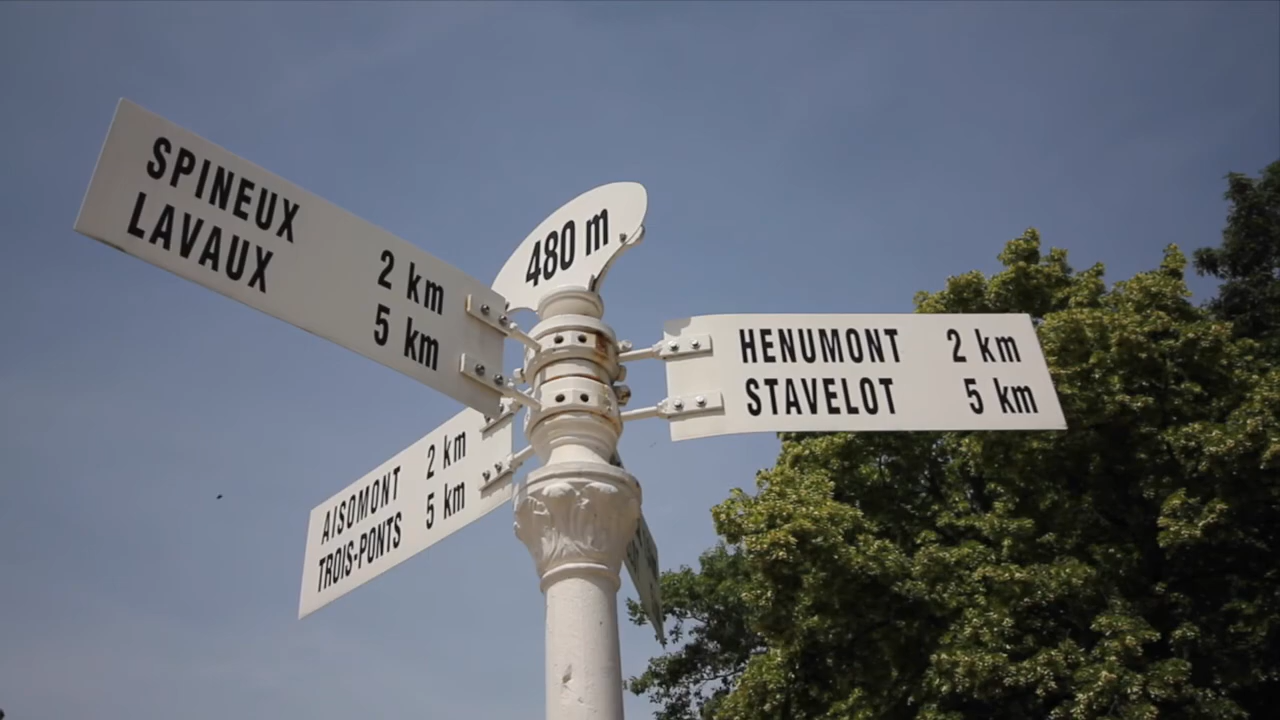 480 m
SPINEUX 2 km
LAVAUX 5 km
HENUMONT 2 km
STAVELOT 5 km
AISOMONT 2 km
TROIS-PONTS 5 km